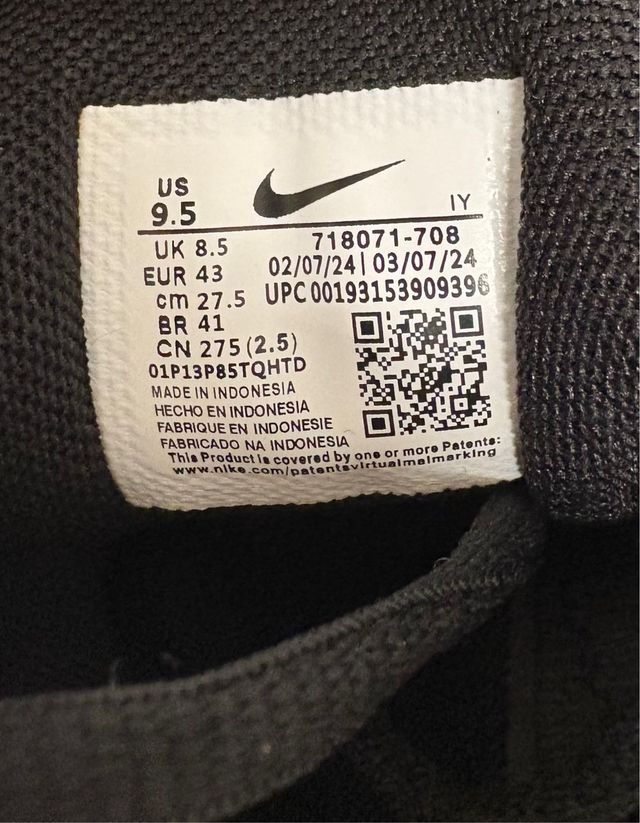 US
9.5
IY
UK 8.5
718071-708
EUR 43
02/07/24 | 03/07/24
cm 27.5
UPC 00193153909396
BR 41
CN 275 (2.5)
01P13P85TQHTD
MADE IN INDONESIA
HECHO EN INDONESIA
FABRIQUE EN INDONESIE
FABRICADO NA INDONESIA
This Product is covered by one or more Patents:
www.nike.com/patentsvirtualmalmarking